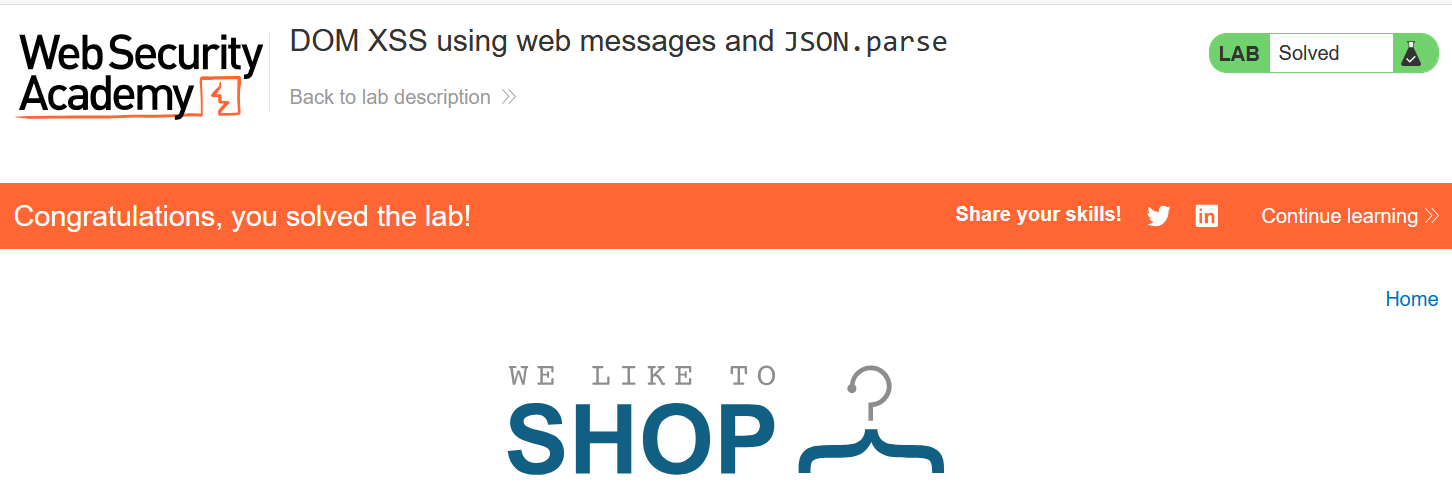 Web Security
Academy
DOM XSS using web messages and JSON.parse
Back to lab description
LAB Solved
Congratulations, you solved the lab!
Share your skills!
Continue learning
Home
WE LIKE TO
SHOP